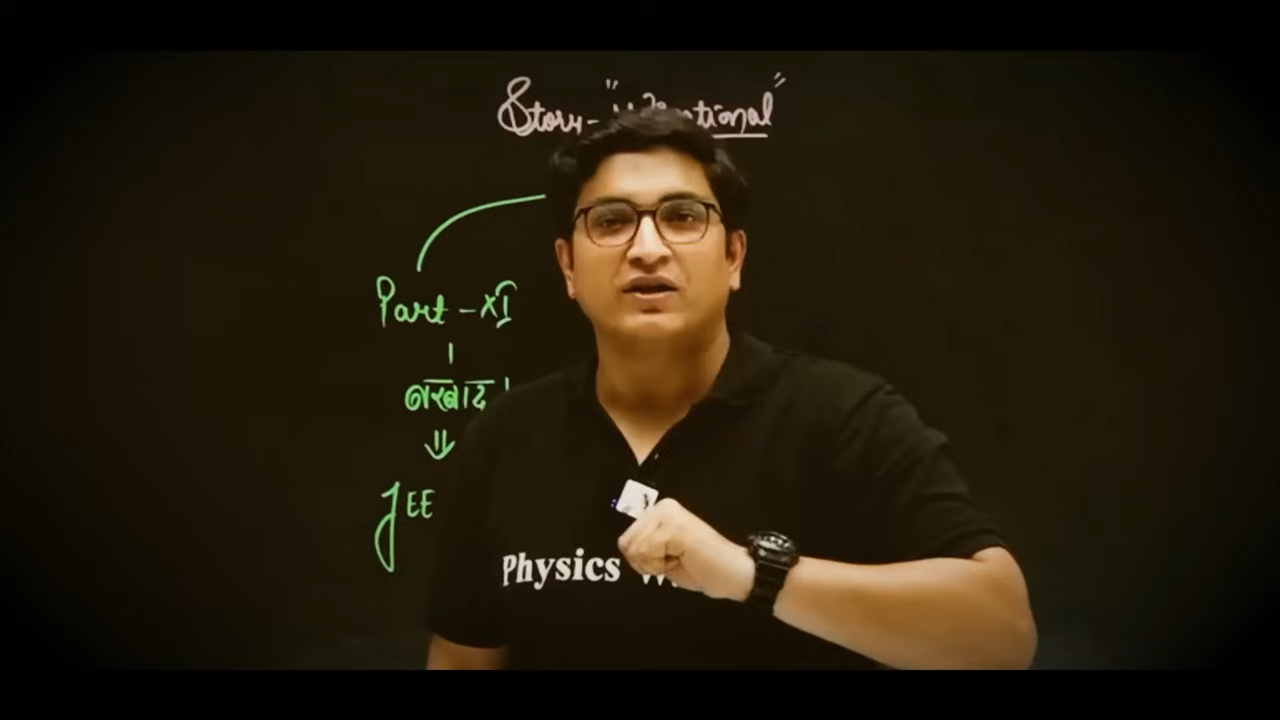 Story - "
Part - XI
बरबाद
JEE
Physics